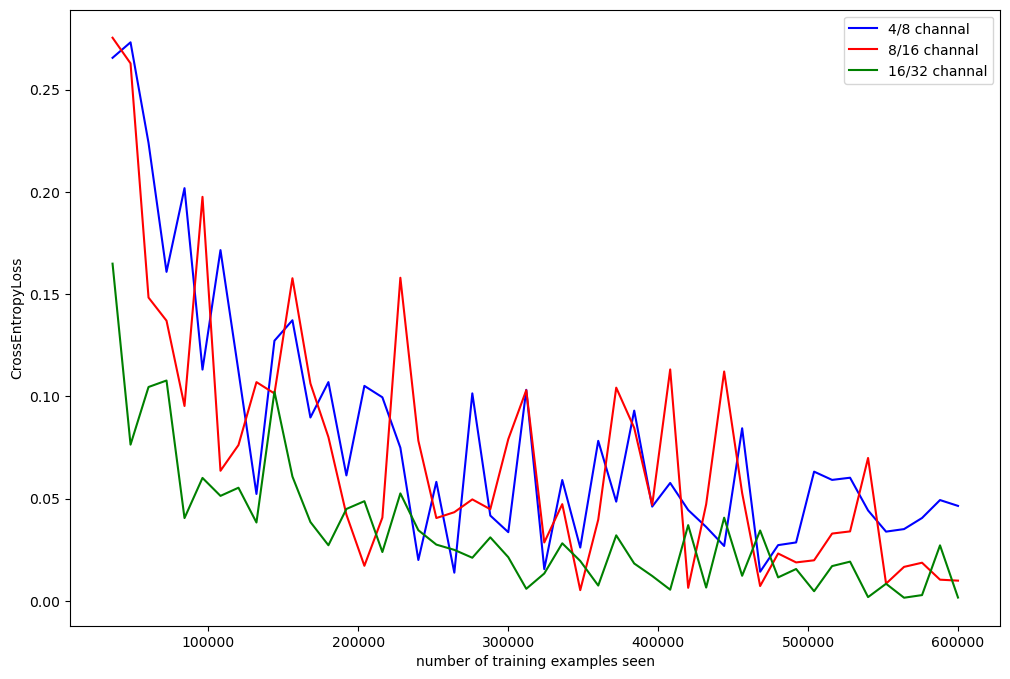 4/8 channal
8/16 channal
16/32 channal
CrossEntropyLoss
0.25
0.20
0.15
0.10
0.05
0.00
100000 200000 300000 400000 500000 600000
number of training examples seen